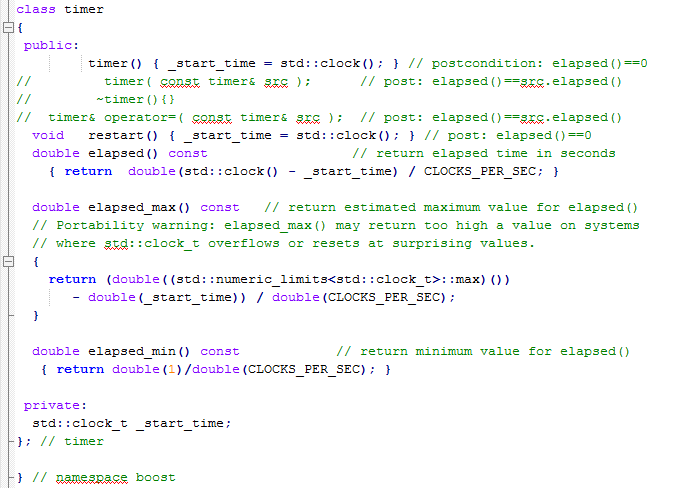 class timer
{
 public:
         timer() { _start_time = std::clock(); } // postcondition: elapsed()==0
//         timer( const timer& src );      // post: elapsed()==src.elapsed()
//        ~timer(){}
//  timer& operator=( const timer& src );  // post: elapsed()==src.elapsed()
  void   restart() { _start_time = std::clock(); } // post: elapsed()==0
  double elapsed() const                  // return elapsed time in seconds
    { return  double(std::clock() - _start_time) / CLOCKS_PER_SEC; }
  double elapsed_max() const   // return estimated maximum value for elapsed()
  // Portability warning: elapsed_max() may return too high a value on systems
  // where std::clock_t overflows or resets at surprising values.
  {
    return (double((std::numeric_limits<std::clock_t>::max)())
       - double(_start_time)) / double(CLOCKS_PER_SEC);
  }
  double elapsed_min() const            // return minimum value for elapsed()
   { return double(1)/double(CLOCKS_PER_SEC); }
 private:
  std::clock_t _start_time;
}; // timer
} // namespace boost